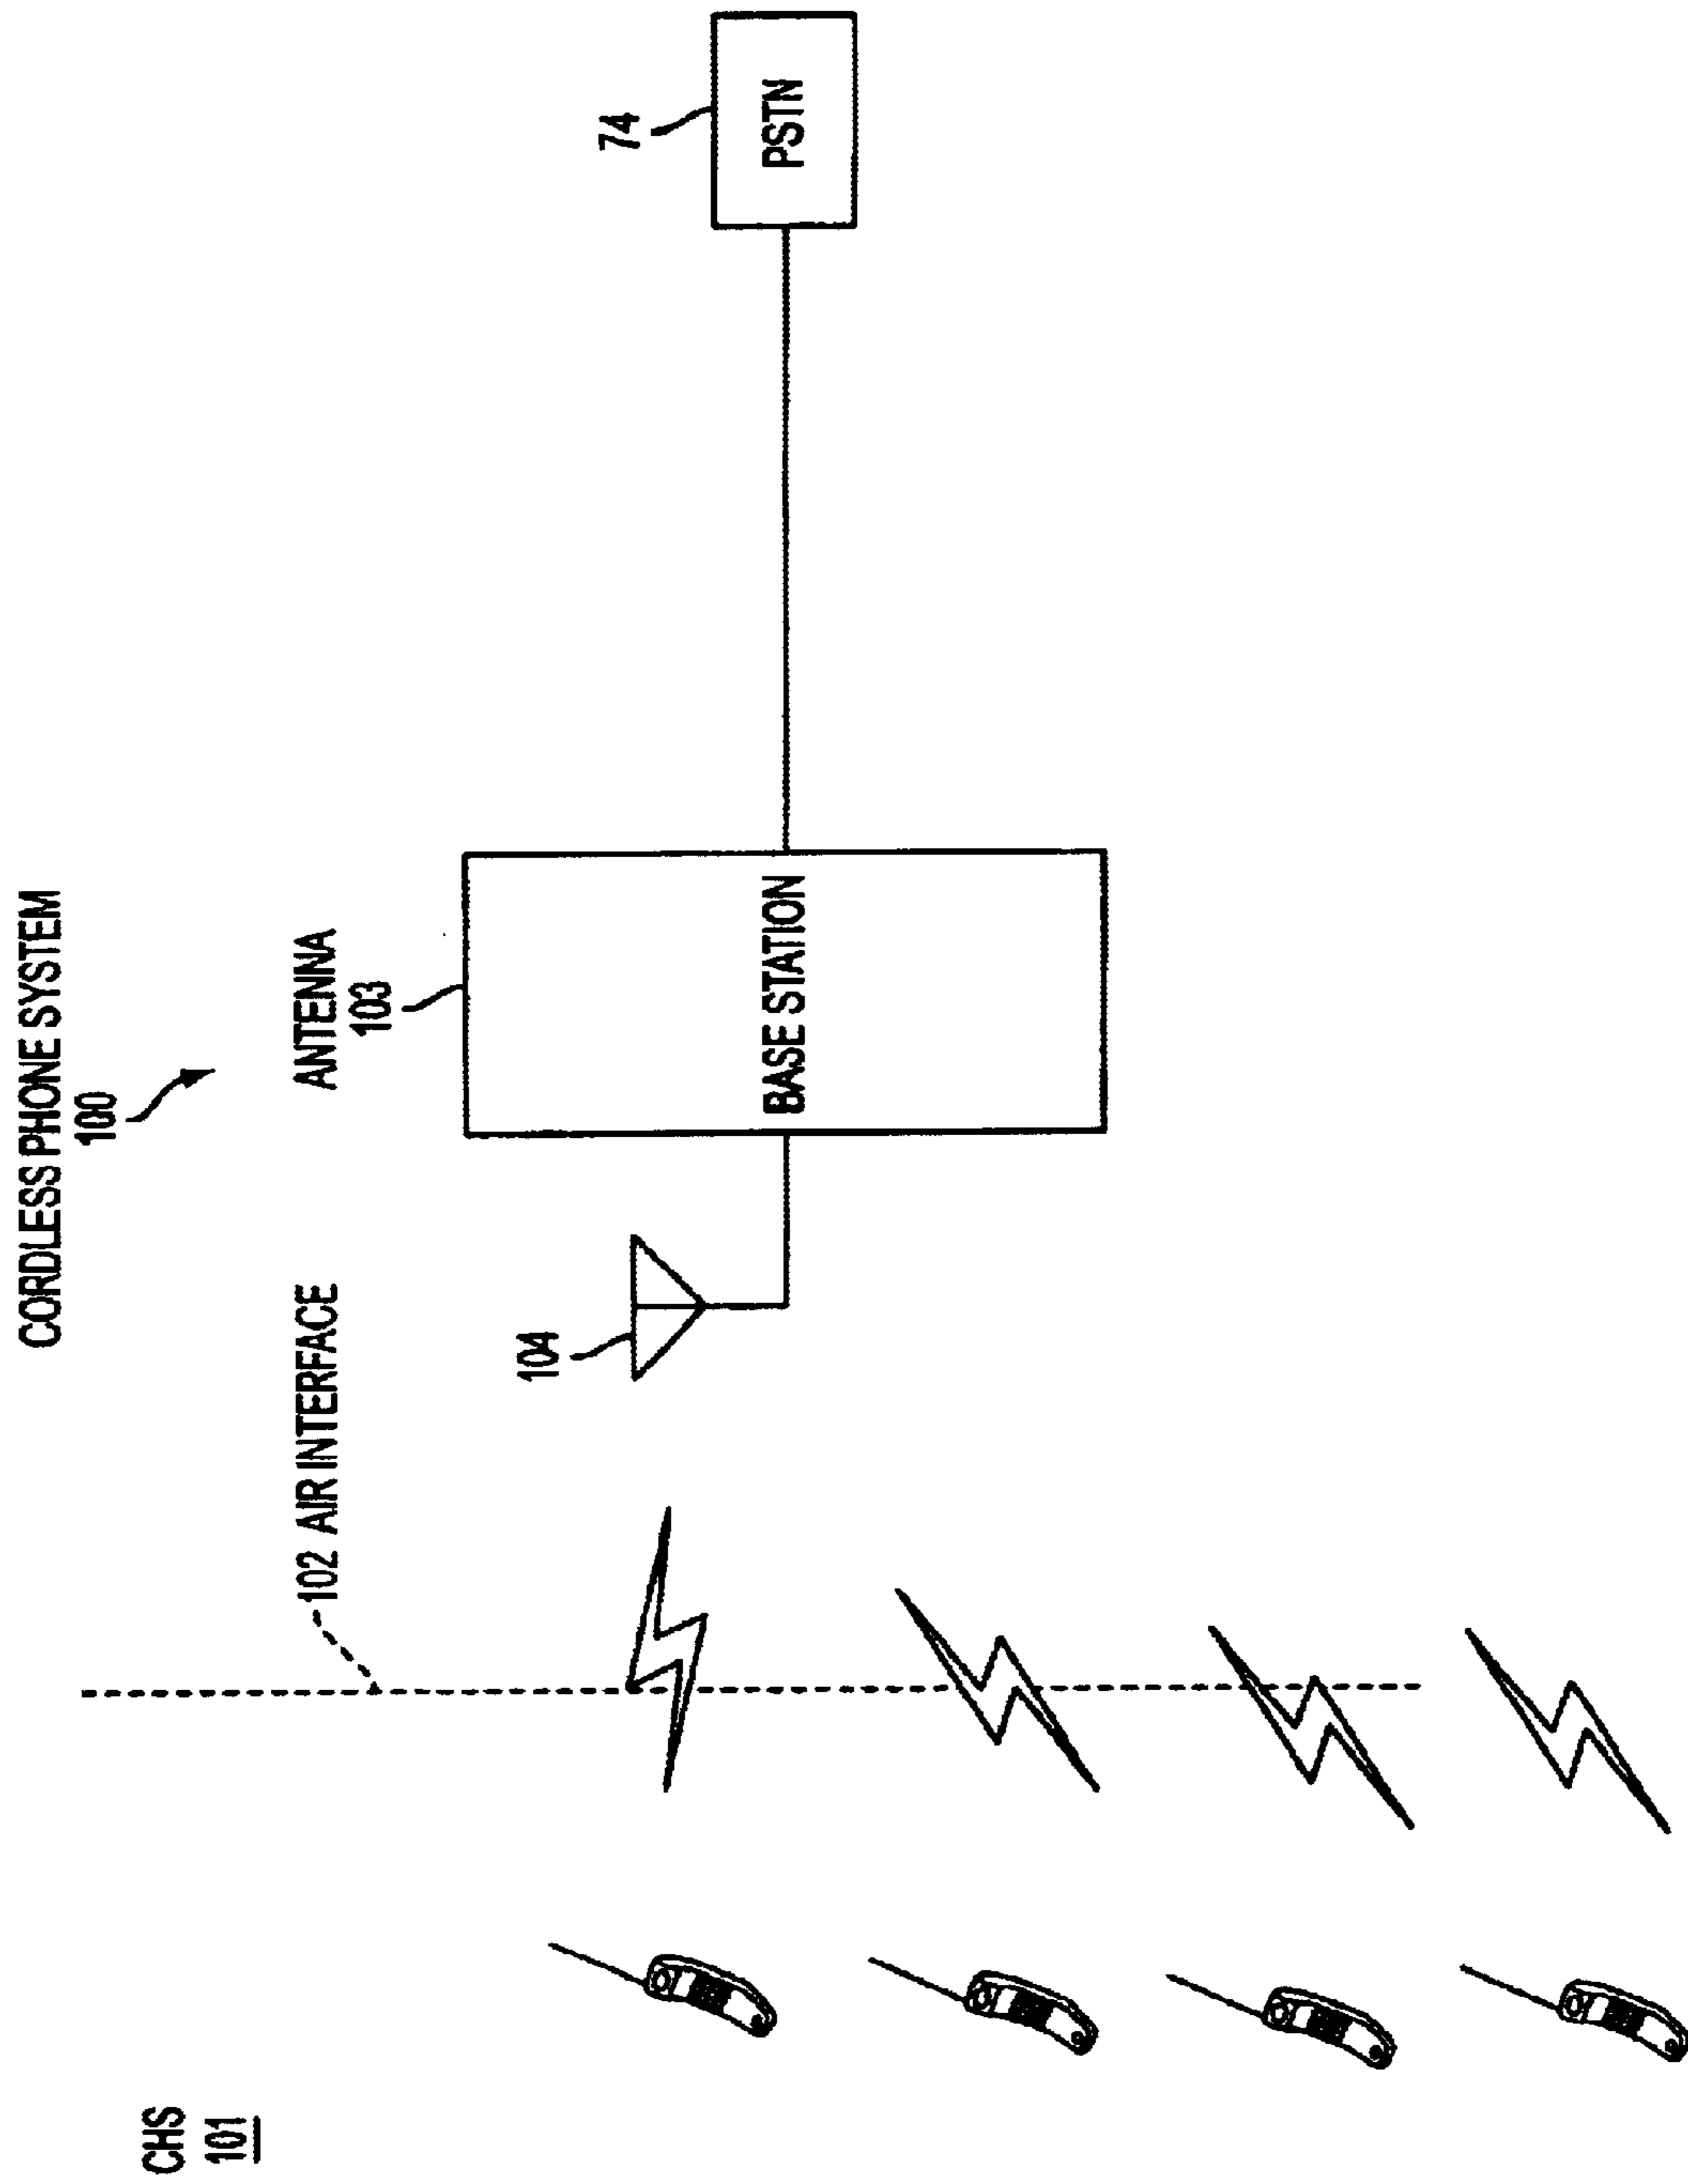 CORDLESS PHONE SYSTEM
100
CHS
101
102 AIR INTERFACE
ANTENNA
103
104
74
BASE STATION
PSTN